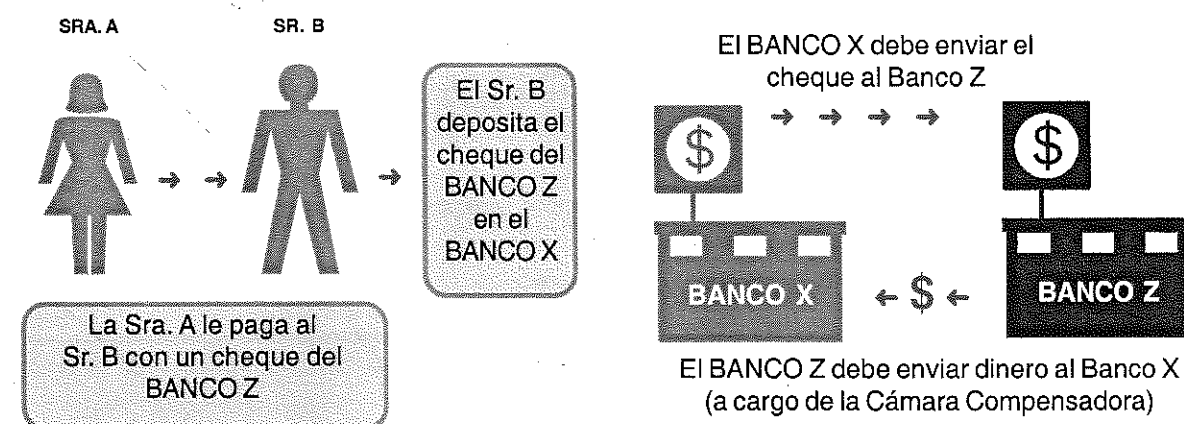 SRA. A
SR. B
El Sr. B
deposita el
cheque del
BANCO Z
en el
BANCO X
La Sra. A le paga al
Sr. B con un cheque del
BANCO Z
El BANCO X debe enviar el
cheque al Banco Z
$
$
BANCO X
$
BANCO Z
El BANCO Z debe enviar dinero al Banco X
(a cargo de la Cámara Compensadora)